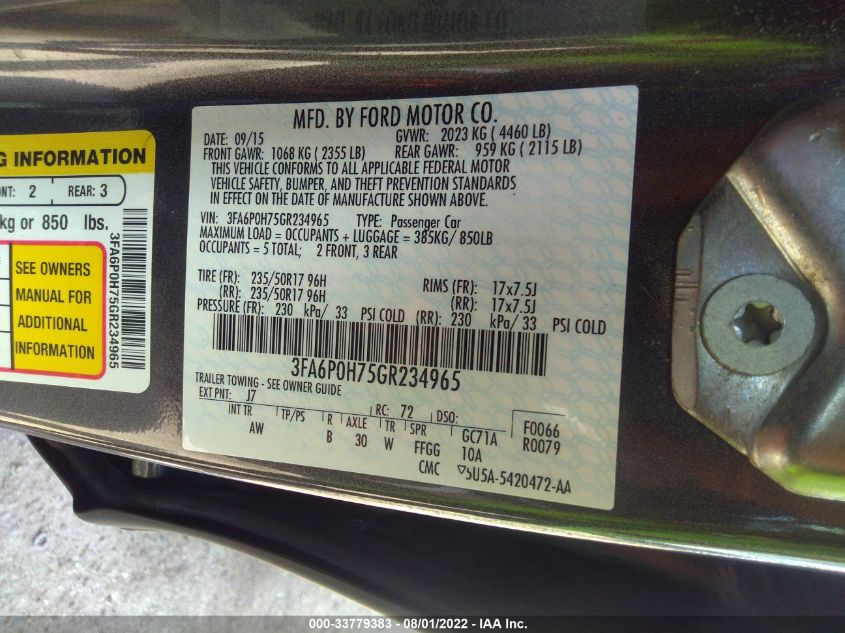 MFD. BY FORD MOTOR CO.
DATE: 09/15 GVWR: 2023 KG ( 4460 LB)
FRONT GAWR: 1068 KG ( 2355 LB) REAR GAWR: 959 KG ( 2115 LB)
THIS VEHICLE CONFORMS TO ALL APPLICABLE FEDERAL MOTOR
VEHICLE SAFETY, BUMPER, AND THEFT PREVENTION STANDARDS
IN EFFECT ON THE DATE OF MANUFACTURE SHOWN ABOVE.
VIN: 3FA6P0H75GR234965 TYPE: Passenger Car
MAXIMUM LOAD = OCCUPANTS + LUGGAGE = 385KG/ 850LB
OCCUPANTS = 5 TOTAL; 2 FRONT, 3 REAR
TIRE (FR): 235/50R17 96H RIMS (FR): 17x7.5J
(RR): 235/50R17 96H (RR): 17x7.5J
PRESSURE (FR): 230 kPa/ 33 PSI COLD (RR): 230 kPa/ 33 PSI COLD
3FA6P0H75GR234965
TRAILER TOWING - SEE OWNER GUIDE
EXT PNT: J7 RC: 72 DSO: F0066
INT TR TP/PS R AXLE TR SPR GC71A R0079
AW B 30 W FFGG 10A
CMC 5U5A-5420472-AA
G INFORMATION
NT: 2 REAR: 3
kg or 850 lbs.
SEE OWNERS
MANUAL FOR
ADDITIONAL
INFORMATION
3FA6P0H75GR234965
000-33779383 - 08/01/2022 - IAA Inc.